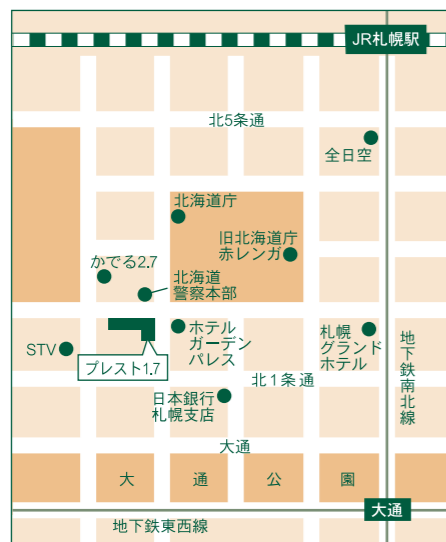 JR札幌駅
北5条通
全日空
北海道庁
旧北海道庁
赤レンガ
かでる2.7
北海道
警察本部
ホテル
ガーデン
パレス
札幌
グランド
ホテル
地下鉄南北線
STV
プレスト1.7
北1条通
日本銀行
札幌支店
大通
大通公園
大通
地下鉄東西線